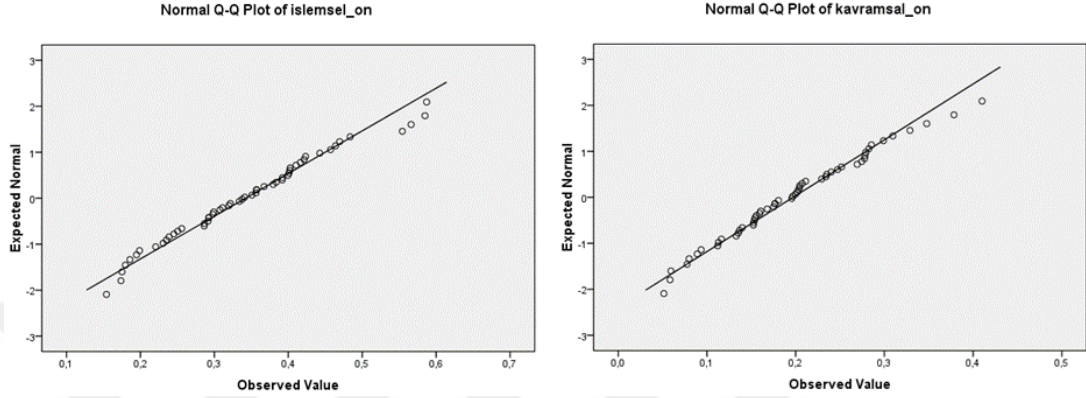 Normal Q-Q Plot of islemsel_on
3
2
1
0
-1
-2
-3
Expected Normal
0,1 0,2 0,3 0,4 0,5 0,6 0,7
Observed Value
Normal Q-Q Plot of kavramsal_on
3
2
1
0
-1
-2
-3
Expected Normal
0,0 0,1 0,2 0,3 0,4 0,5
Observed Value